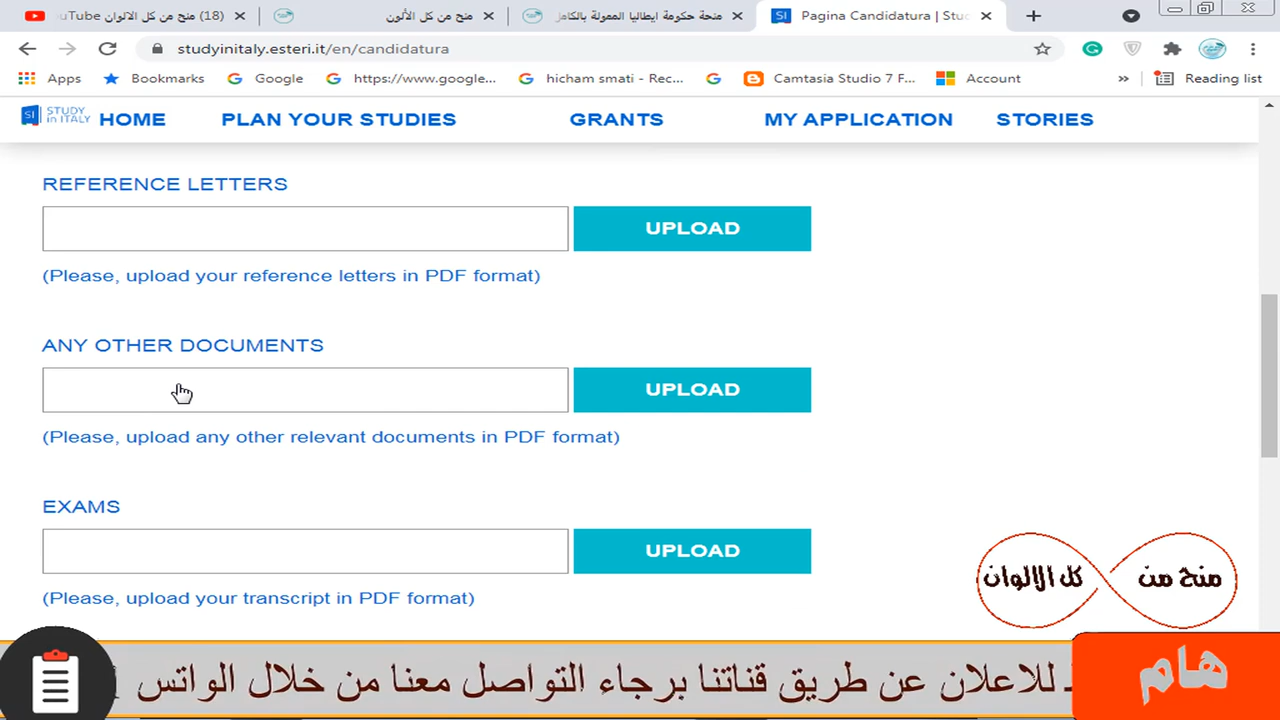 (18) منح من كل الالوان uTube
منح من كل الألون
منحة حكومة ايطاليا الممولة بالكامل
SI Pagina Candidatura | Stud
studyinitaly.esteri.it/en/candidatura
Apps Bookmarks Google https://www.google... hicham smati - Rec... Camtasia Studio 7 F... Account » Reading list
SI STUDY in ITALY HOME PLAN YOUR STUDIES GRANTS MY APPLICATION STORIES
REFERENCE LETTERS
UPLOAD
(Please, upload your reference letters in PDF format)
ANY OTHER DOCUMENTS
UPLOAD
(Please, upload any other relevant documents in PDF format)
EXAMS
UPLOAD
(Please, upload your transcript in PDF format)
منح من كل الالوان
هام
للاعلان عن طريق قناتنا برجاء التواصل معنا من خلال الواتس